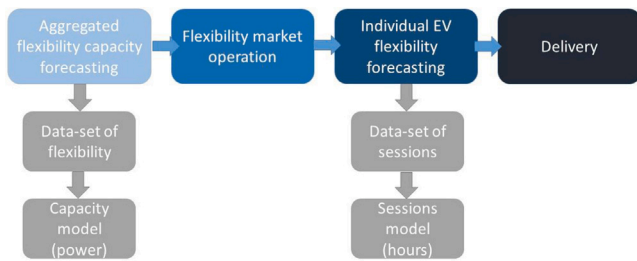 Aggregated
flexibility capacity
forecasting
Flexibility market
operation
Individual EV
flexibility
forecasting
Delivery
Data-set of
flexibility
Data-set of
sessions
Capacity
model
(power)
Sessions
model
(hours)